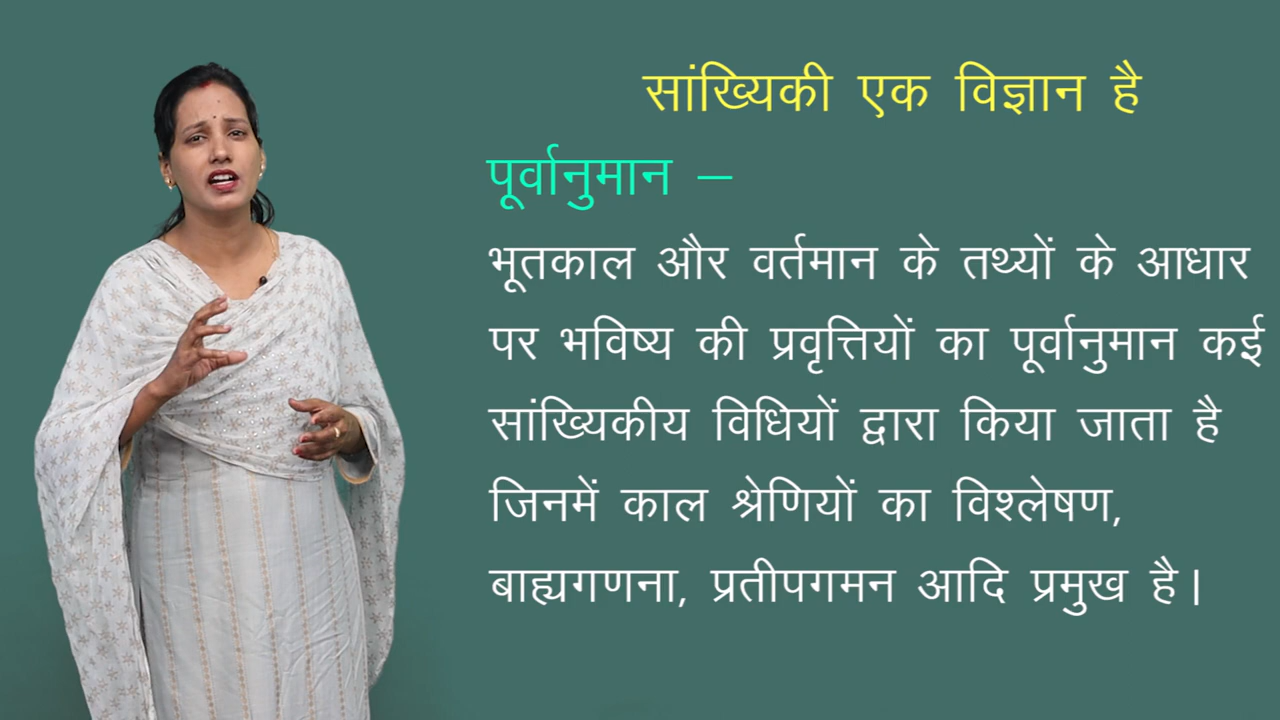 सांख्यिकी एक विज्ञान है
पूर्वानुमान –
भूतकाल और वर्तमान के तथ्यों के आधार
पर भविष्य की प्रवृत्तियों का पूर्वानुमान कई
सांख्यिकीय विधियों द्वारा किया जाता है
जिनमें काल श्रेणियों का विश्लेषण,
बाह्यगणना, प्रतीपगमन आदि प्रमुख है।